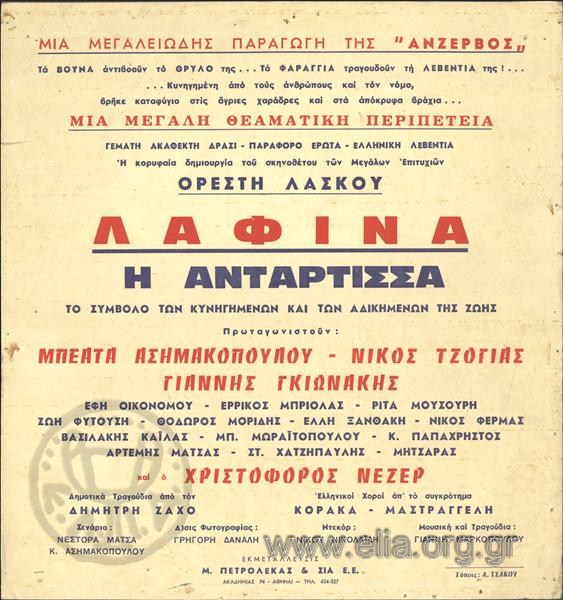 ΜΙΑ ΜΕΓΑΛΕΙΩΔΗΣ ΠΑΡΑΓΩΓΗ ΤΗΣ "ΑΝΖΕΡΒΟΣ„
Τὰ ΒΟΥΝΑ ἀντιβοοῦν τὸ ΘΡΥΛΟ της... Τὰ ΦΑΡΑΓΓΙΑ τραγουδοῦν τὴ ΛΕΒΕΝΤΙΑ της !...
...Κυνηγημένη ἀπὸ τοὺς ἀνθρώπους καὶ τὸν νόμο,
βρῆκε καταφύγιο στὶς ἄγριες χαράδρες καὶ στὰ ἀπόκρυφα βράχια...
ΜΙΑ ΜΕΓΑΛΗ ΘΕΑΜΑΤΙΚΗ ΠΕΡΙΠΕΤΕΙΑ
ΓΕΜΑΤΗ ΑΚΑΘΕΚΤΗ ΔΡΑΣΙ - ΠΑΡΑΦΟΡΟ ΕΡΩΤΑ - ΕΛΛΗΝΙΚΗ ΛΕΒΕΝΤΙΑ
Ἡ κορυφαία δημιουργία τοῦ σκηνοθέτου τῶν Μεγάλων Ἐπιτυχιῶν
ΟΡΕΣΤΗ ΛΑΣΚΟΥ
ΛΑΦΙΝΑ
Η ΑΝΤΑΡΤΙΣΣΑ
ΤΟ ΣΥΜΒΟΛΟ ΤΩΝ ΚΥΝΗΓΗΜΕΝΩΝ ΚΑΙ ΤΩΝ ΑΔΙΚΗΜΕΝΩΝ ΤΗΣ ΖΩΗΣ
Πρωταγωνιστοῦν :
ΜΠΕΑΤΑ ΑΣΗΜΑΚΟΠΟΥΛΟΥ - ΝΙΚΟΣ ΤΖΟΓΙΑΣ
ΓΙΑΝΝΗΣ ΓΚΙΩΝΑΚΗΣ
ΕΦΗ ΟΙΚΟΝΟΜΟΥ - ΕΡΡΙΚΟΣ ΜΠΡΙΟΛΑΣ - ΡΙΤΑ ΜΟΥΣΟΥΡΗ
ΖΩΗ ΦΥΤΟΥΣΗ - ΘΟΔΩΡΟΣ ΜΟΡΙΔΗΣ - ΕΛΛΗ ΞΑΝΘΑΚΗ - ΝΙΚΟΣ ΦΕΡΜΑΣ
ΒΑΣΙΛΑΚΗΣ ΚΑΪΛΑΣ - ΜΠ. ΜΩΡΑΪΤΟΠΟΥΛΟΥ - Κ. ΠΑΠΑΧΡΗΣΤΟΣ
ΑΡΤΕΜΗΣ ΜΑΤΣΑΣ - ΣΤ. ΧΑΤΖΗΠΑΥΛΗΣ - ΜΗΤΣΑΡΑΣ
καὶ ὁ ΧΡΙΣΤΟΦΟΡΟΣ ΝΕΖΕΡ
Δημοτικὰ Τραγούδια ἀπὸ τὸν
ΔΗΜΗΤΡΗ ΖΑΧΟ
Ἑλληνικοὶ Χοροὶ ἀπ' τὸ συγκρότημα
ΚΟΡΑΚΑ - ΜΑΣΤΡΑΓΓΕΛΗ
Σενάριο :
ΝΕΣΤΟΡΑ ΜΑΤΣΑ
Κ. ΑΣΗΜΑΚΟΠΟΥΛΟΥ
Δ)σις Φωτογραφίας :
ΓΡΗΓΟΡΗ ΔΑΝΑΛΗ
Ντεκόρ :
ΝΙΚΟΥ ΝΙΚΟΛΑΪΔΗ
Μουσικὴ καὶ Τραγούδια :
ΓΙΑΝΝΗ ΜΑΡΚΟΠΟΥΛΟΥ
ΕΚΜΕΤΑΛΛΕΥΣΙΣ
Μ. ΠΕΤΡΟΛΕΚΑΣ & ΣΙΑ Ε.Ε.
ΑΚΑΔΗΜΙΑΣ 76 - ΑΘΗΝΑΙ - ΤΗΛ. 624-227
Τύποις: Α. ΤΣΑΚΟΥ
www.elia.org.gr